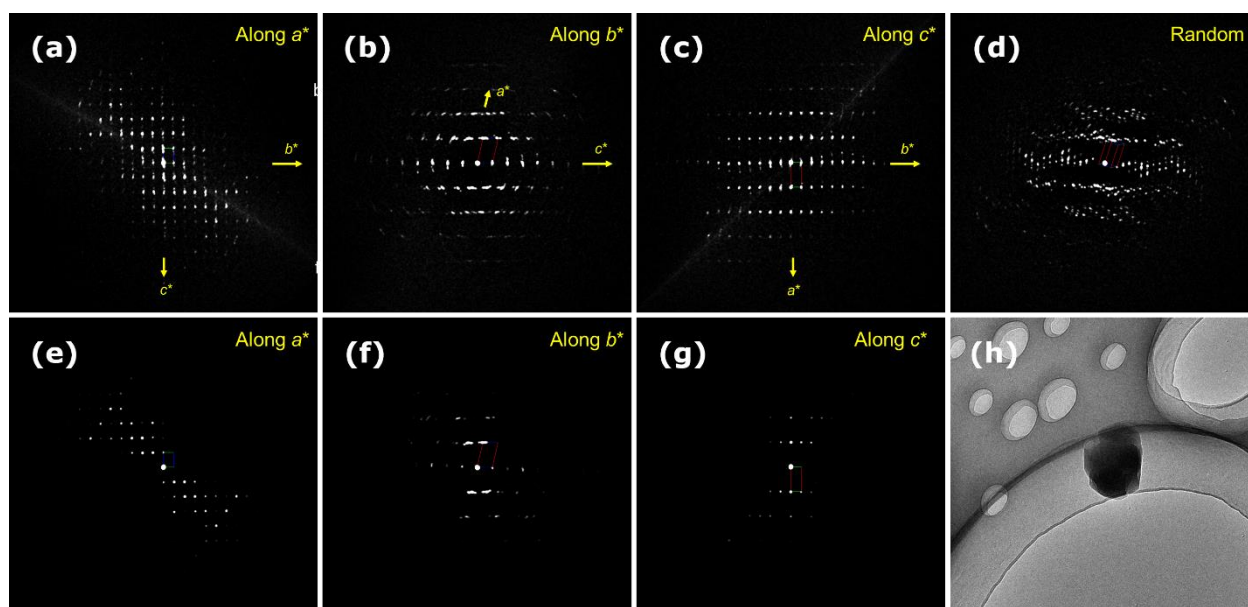 (a) Along a*
b*
c*
(b) Along b*
a*
c*
(c) Along c*
b*
a*
(d) Random
(e) Along a*
(f) Along b*
(g) Along c*
(h)